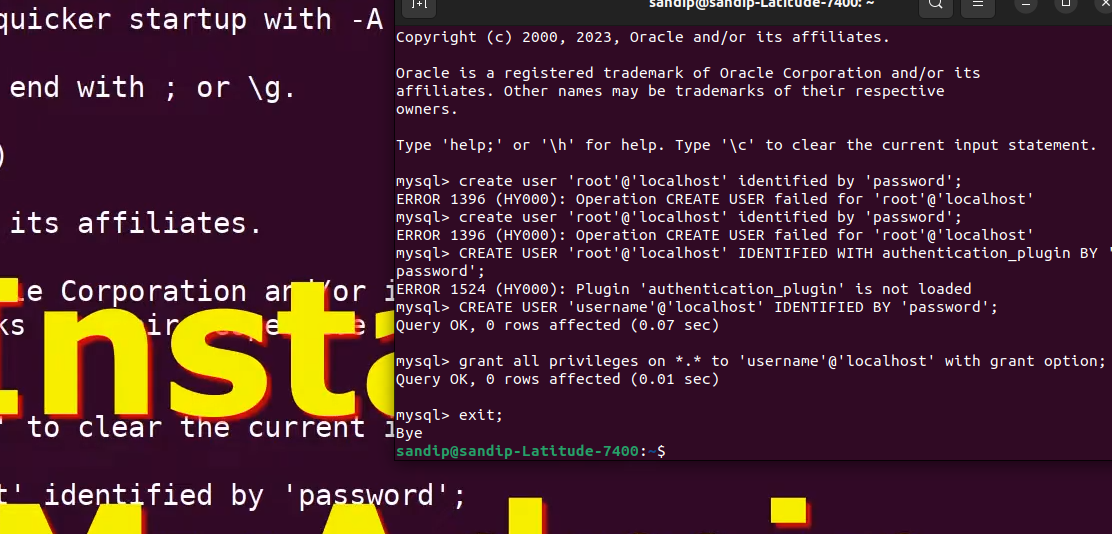 quicker startup with -A
end with ; or \g.
)
its affiliates.
le Corporation and/or i
ks
Insta
' to clear the current i
t' identified by 'password';
sandip@sandip-Latitude-7400: ~
Copyright (c) 2000, 2023, Oracle and/or its affiliates.
Oracle is a registered trademark of Oracle Corporation and/or its
affiliates. Other names may be trademarks of their respective
owners.
Type 'help;' or '\h' for help. Type '\c' to clear the current input statement.
mysql> create user 'root'@'localhost' identified by 'password';
ERROR 1396 (HY000): Operation CREATE USER failed for 'root'@'localhost'
mysql> create user 'root'@'localhost' identified by 'password';
ERROR 1396 (HY000): Operation CREATE USER failed for 'root'@'localhost'
mysql> CREATE USER 'root'@'localhost' IDENTIFIED WITH authentication_plugin BY '
password';
ERROR 1524 (HY000): Plugin 'authentication_plugin' is not loaded
mysql> CREATE USER 'username'@'localhost' IDENTIFIED BY 'password';
Query OK, 0 rows affected (0.07 sec)
mysql> grant all privileges on *.* to 'username'@'localhost' with grant option;
Query OK, 0 rows affected (0.01 sec)
mysql> exit;
Bye
sandip@sandip-Latitude-7400:~$